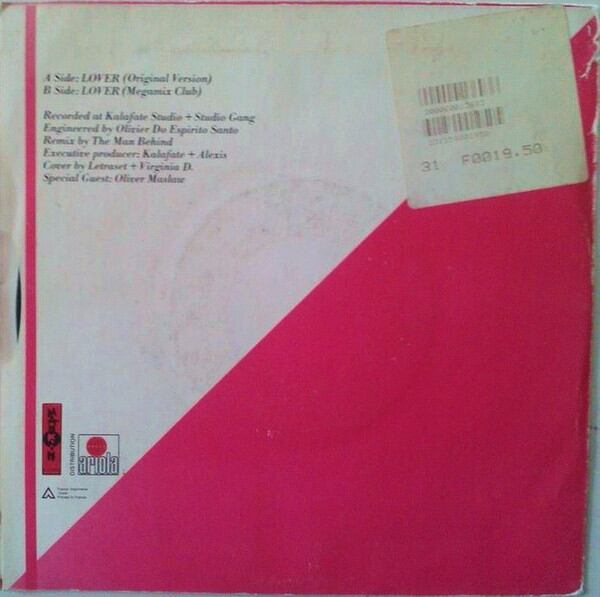 A Side: LOVER (Original Version)
B Side: LOVER (Megamix Club)
Recorded at Kalafate Studio + Studio Gang
Engineered by Olivier Do Espirito Santo
Remix by The Man Behind
Executive producer: Kalafate + Alexis
Cover by Letraset + Virginia D.
Special Guest: Oliver Maslaw
31 F0019.50
DISTRIBUTION
ariola